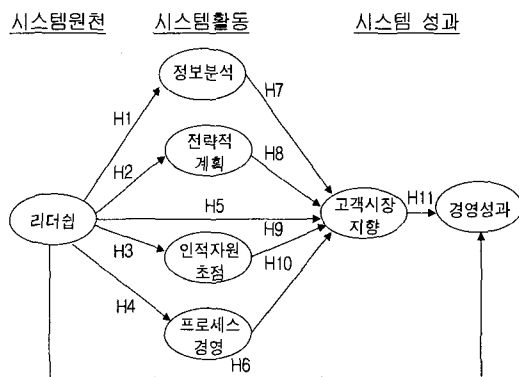 시스템원천 시스템활동 시스템 성과
정보분석
H7
H1
전략적
계획
H2
H8
H5
H11
리더쉽
고객시장
지향
경영성과
H9
H3
인적자원
초점
H10
H4
프로세스
경영
H6